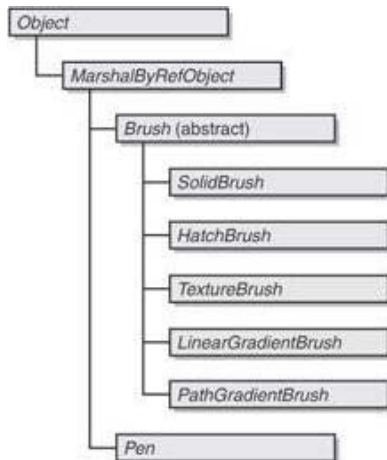 Object
MarshalByRefObject
Brush (abstract)
SolidBrush
HatchBrush
TextureBrush
LinearGradientBrush
PathGradientBrush
Pen